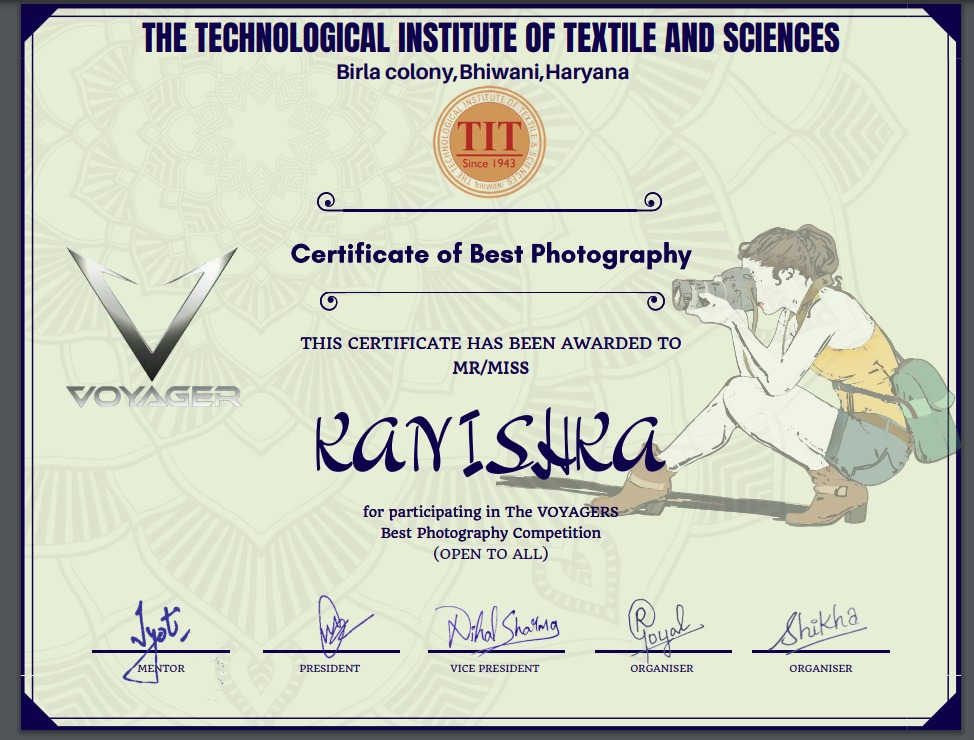 THE TECHNOLOGICAL INSTITUTE OF TEXTILE AND SCIENCES
Birla colony,Bhiwani,Haryana
THE TECHNOLOGICAL INSTITUTE OF TEXTILE & SCIENCES
BHIWANI
TIT
Since 1943
Certificate of Best Photography
VOYAGER
THIS CERTIFICATE HAS BEEN AWARDED TO
MR/MISS
KANISHKA
for participating in The VOYAGERS
Best Photography Competition
(OPEN TO ALL)
Jyoti Nihal Sharma R Goyal Shikha
MENTOR PRESIDENT VICE PRESIDENT ORGANISER ORGANISER